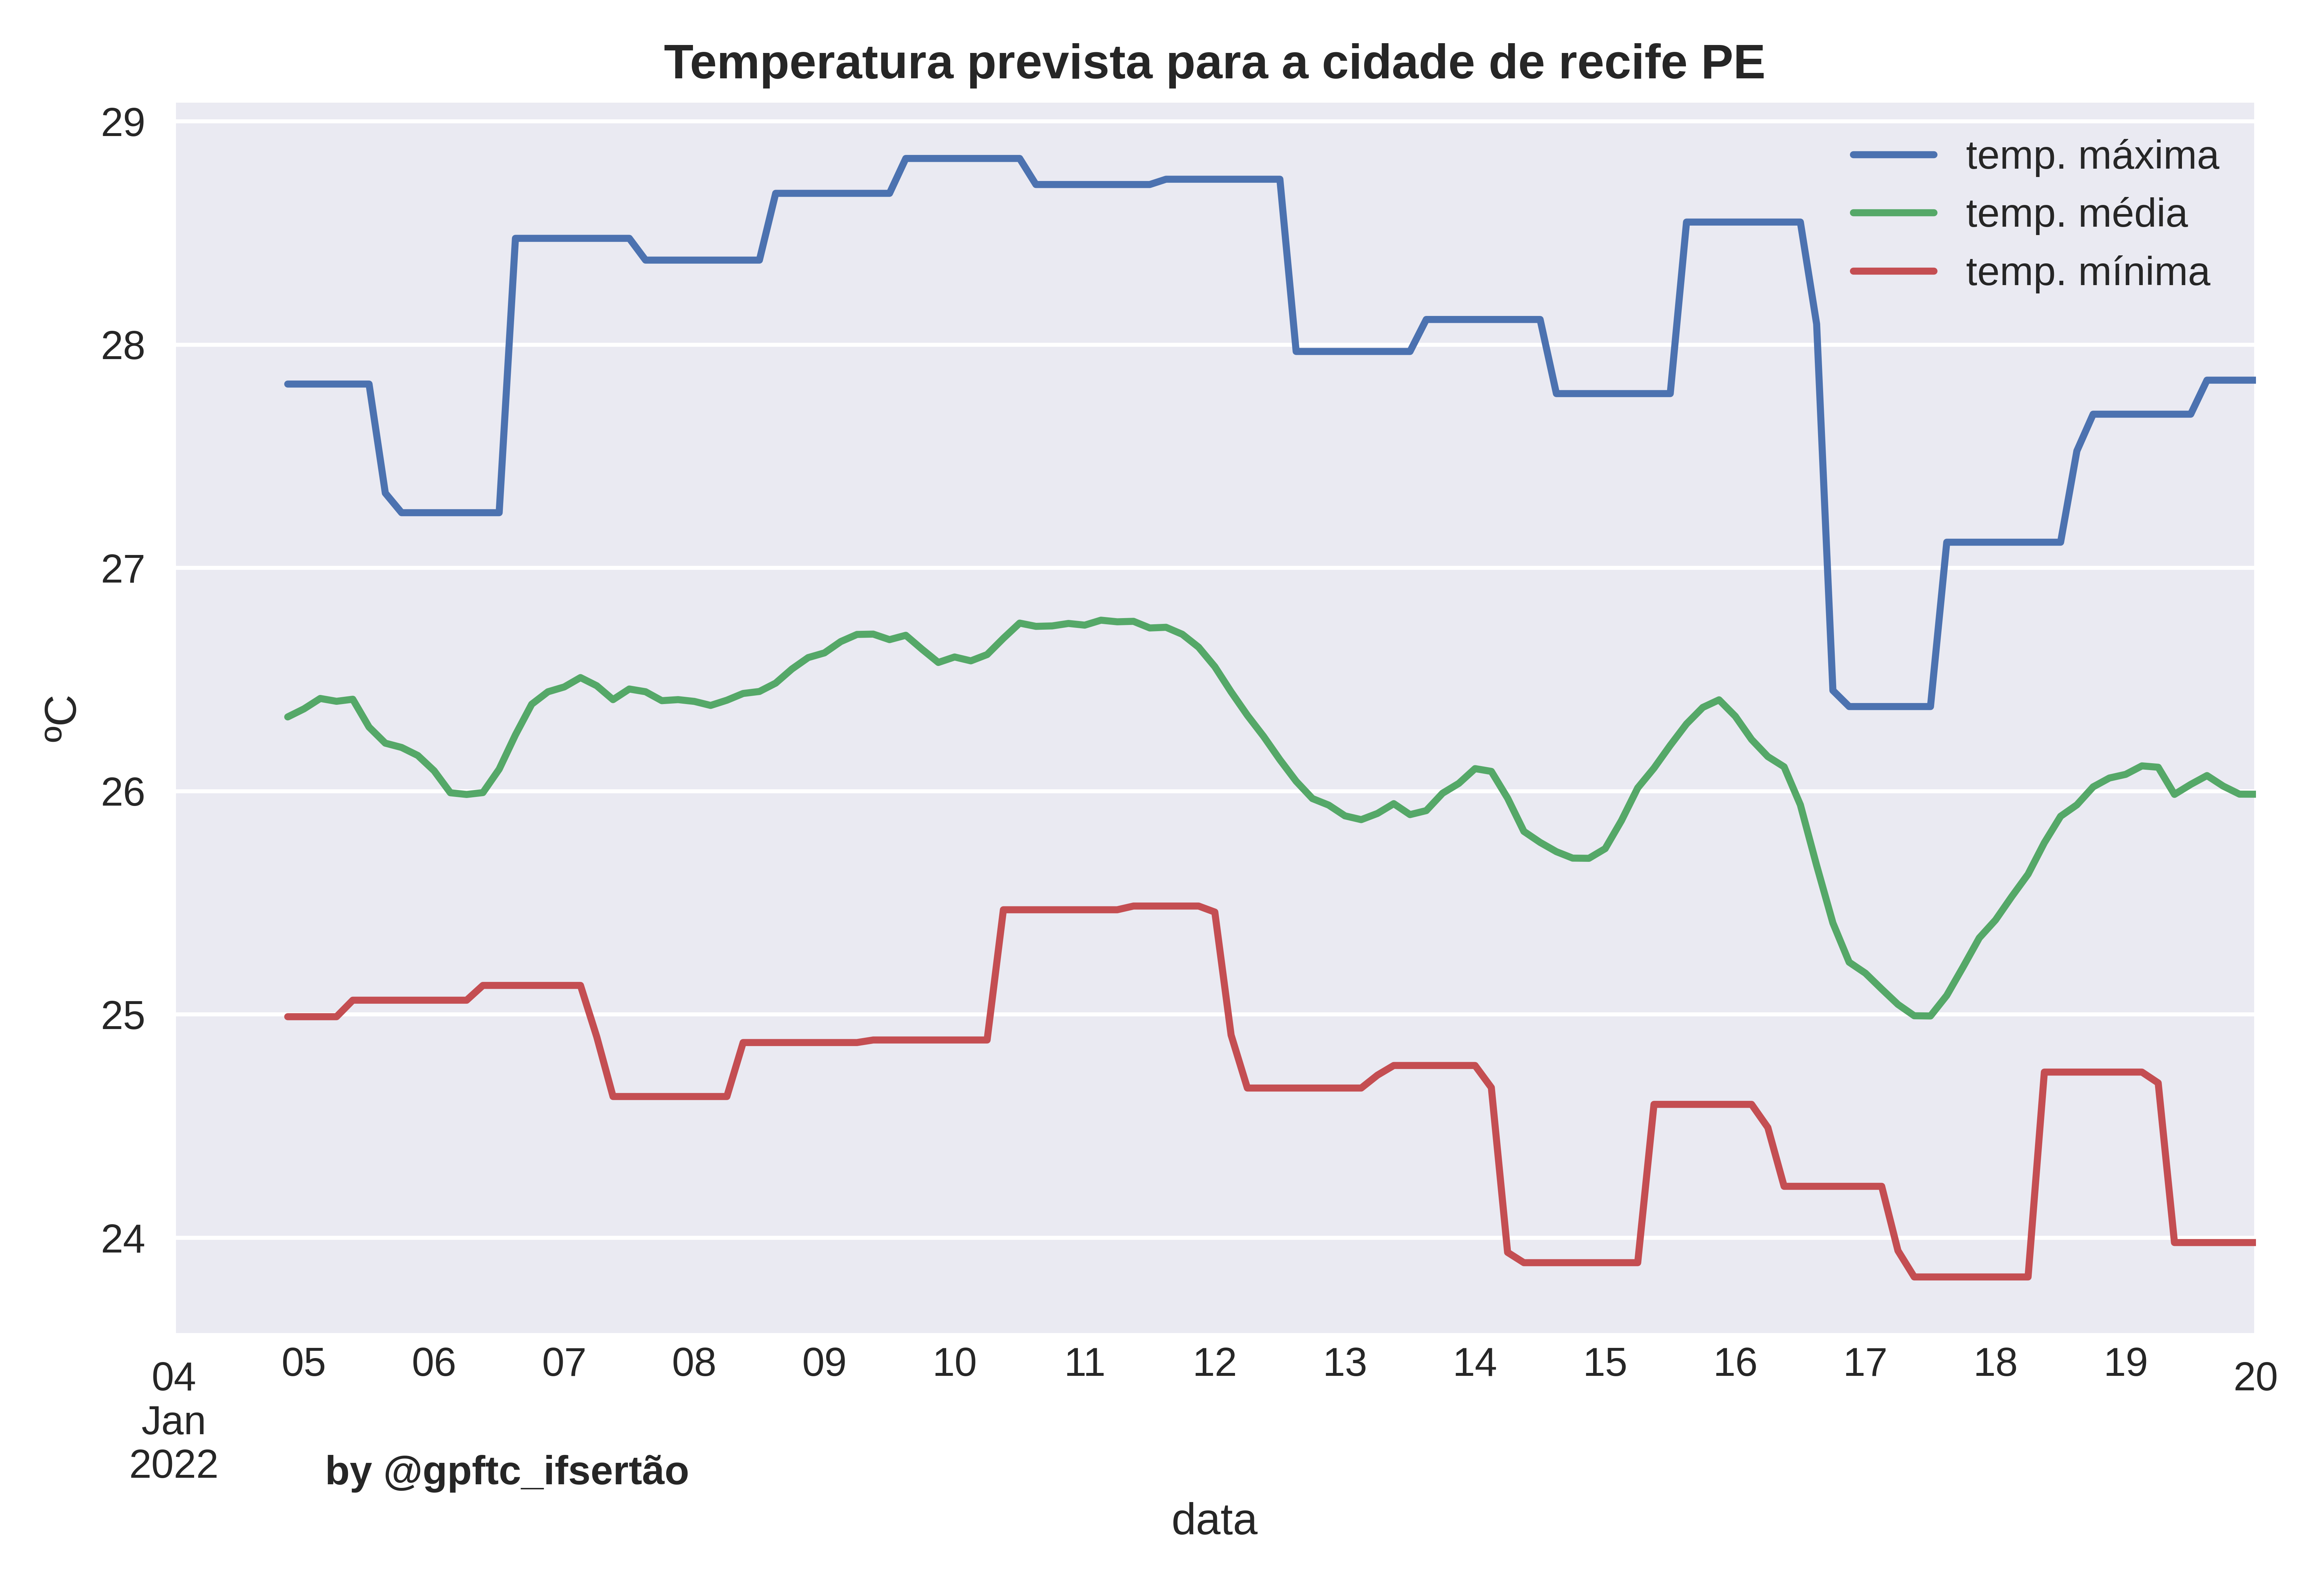 Temperatura prevista para a cidade de recife PE
29
28
27
26
25
24
ºC
temp. máxima
temp. média
temp. mínima
04 05 06 07 08 09 10 11 12 13 14 15 16 17 18 19 20
Jan
2022
by @gpftc_ifsertão
data